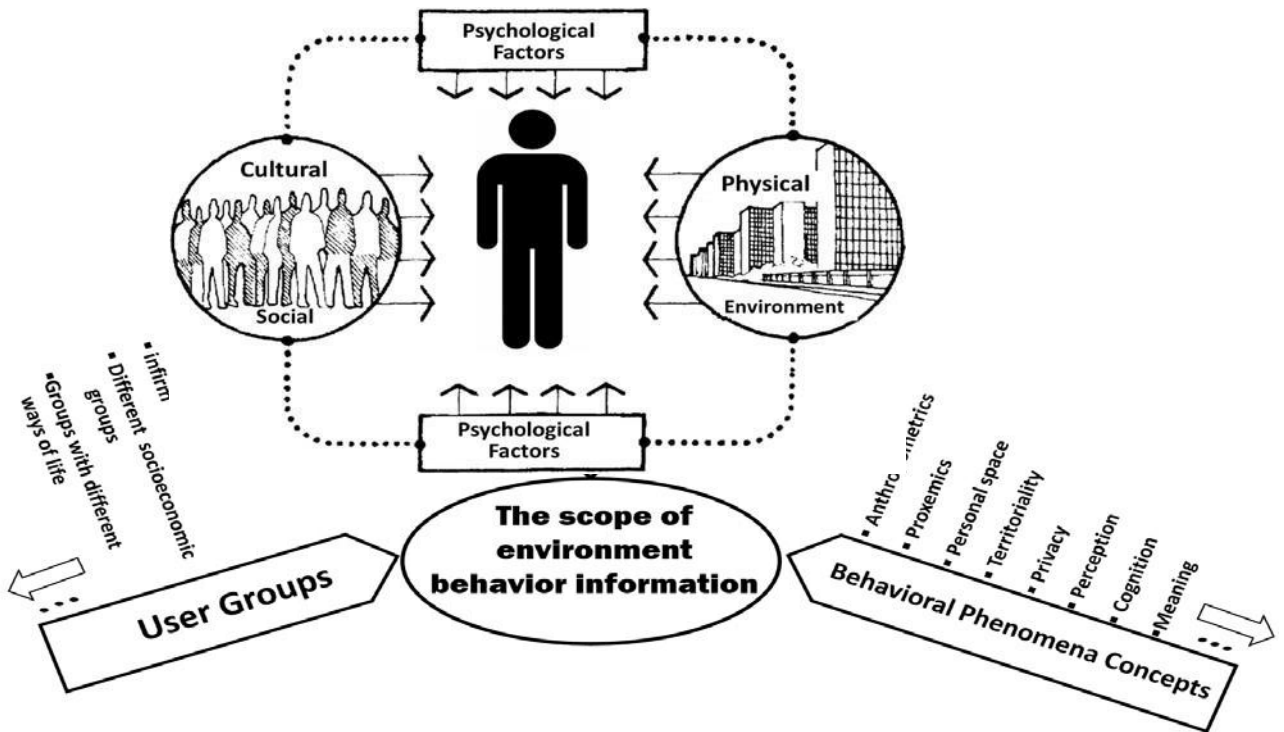 Psychological
Factors
Cultural
Social
Physical
Environment
Psychological
Factors
▪ infirm
▪ Different socioeconomic
groups
▪ Groups with different
ways of life
...
User Groups
The scope of
environment
behavior information
▪ Proxemics
▪ Personal space
▪ Territoriality
▪ Privacy
▪ Perception
▪ Cognition
▪ Meaning
...
Behavioral Phenomena Concepts